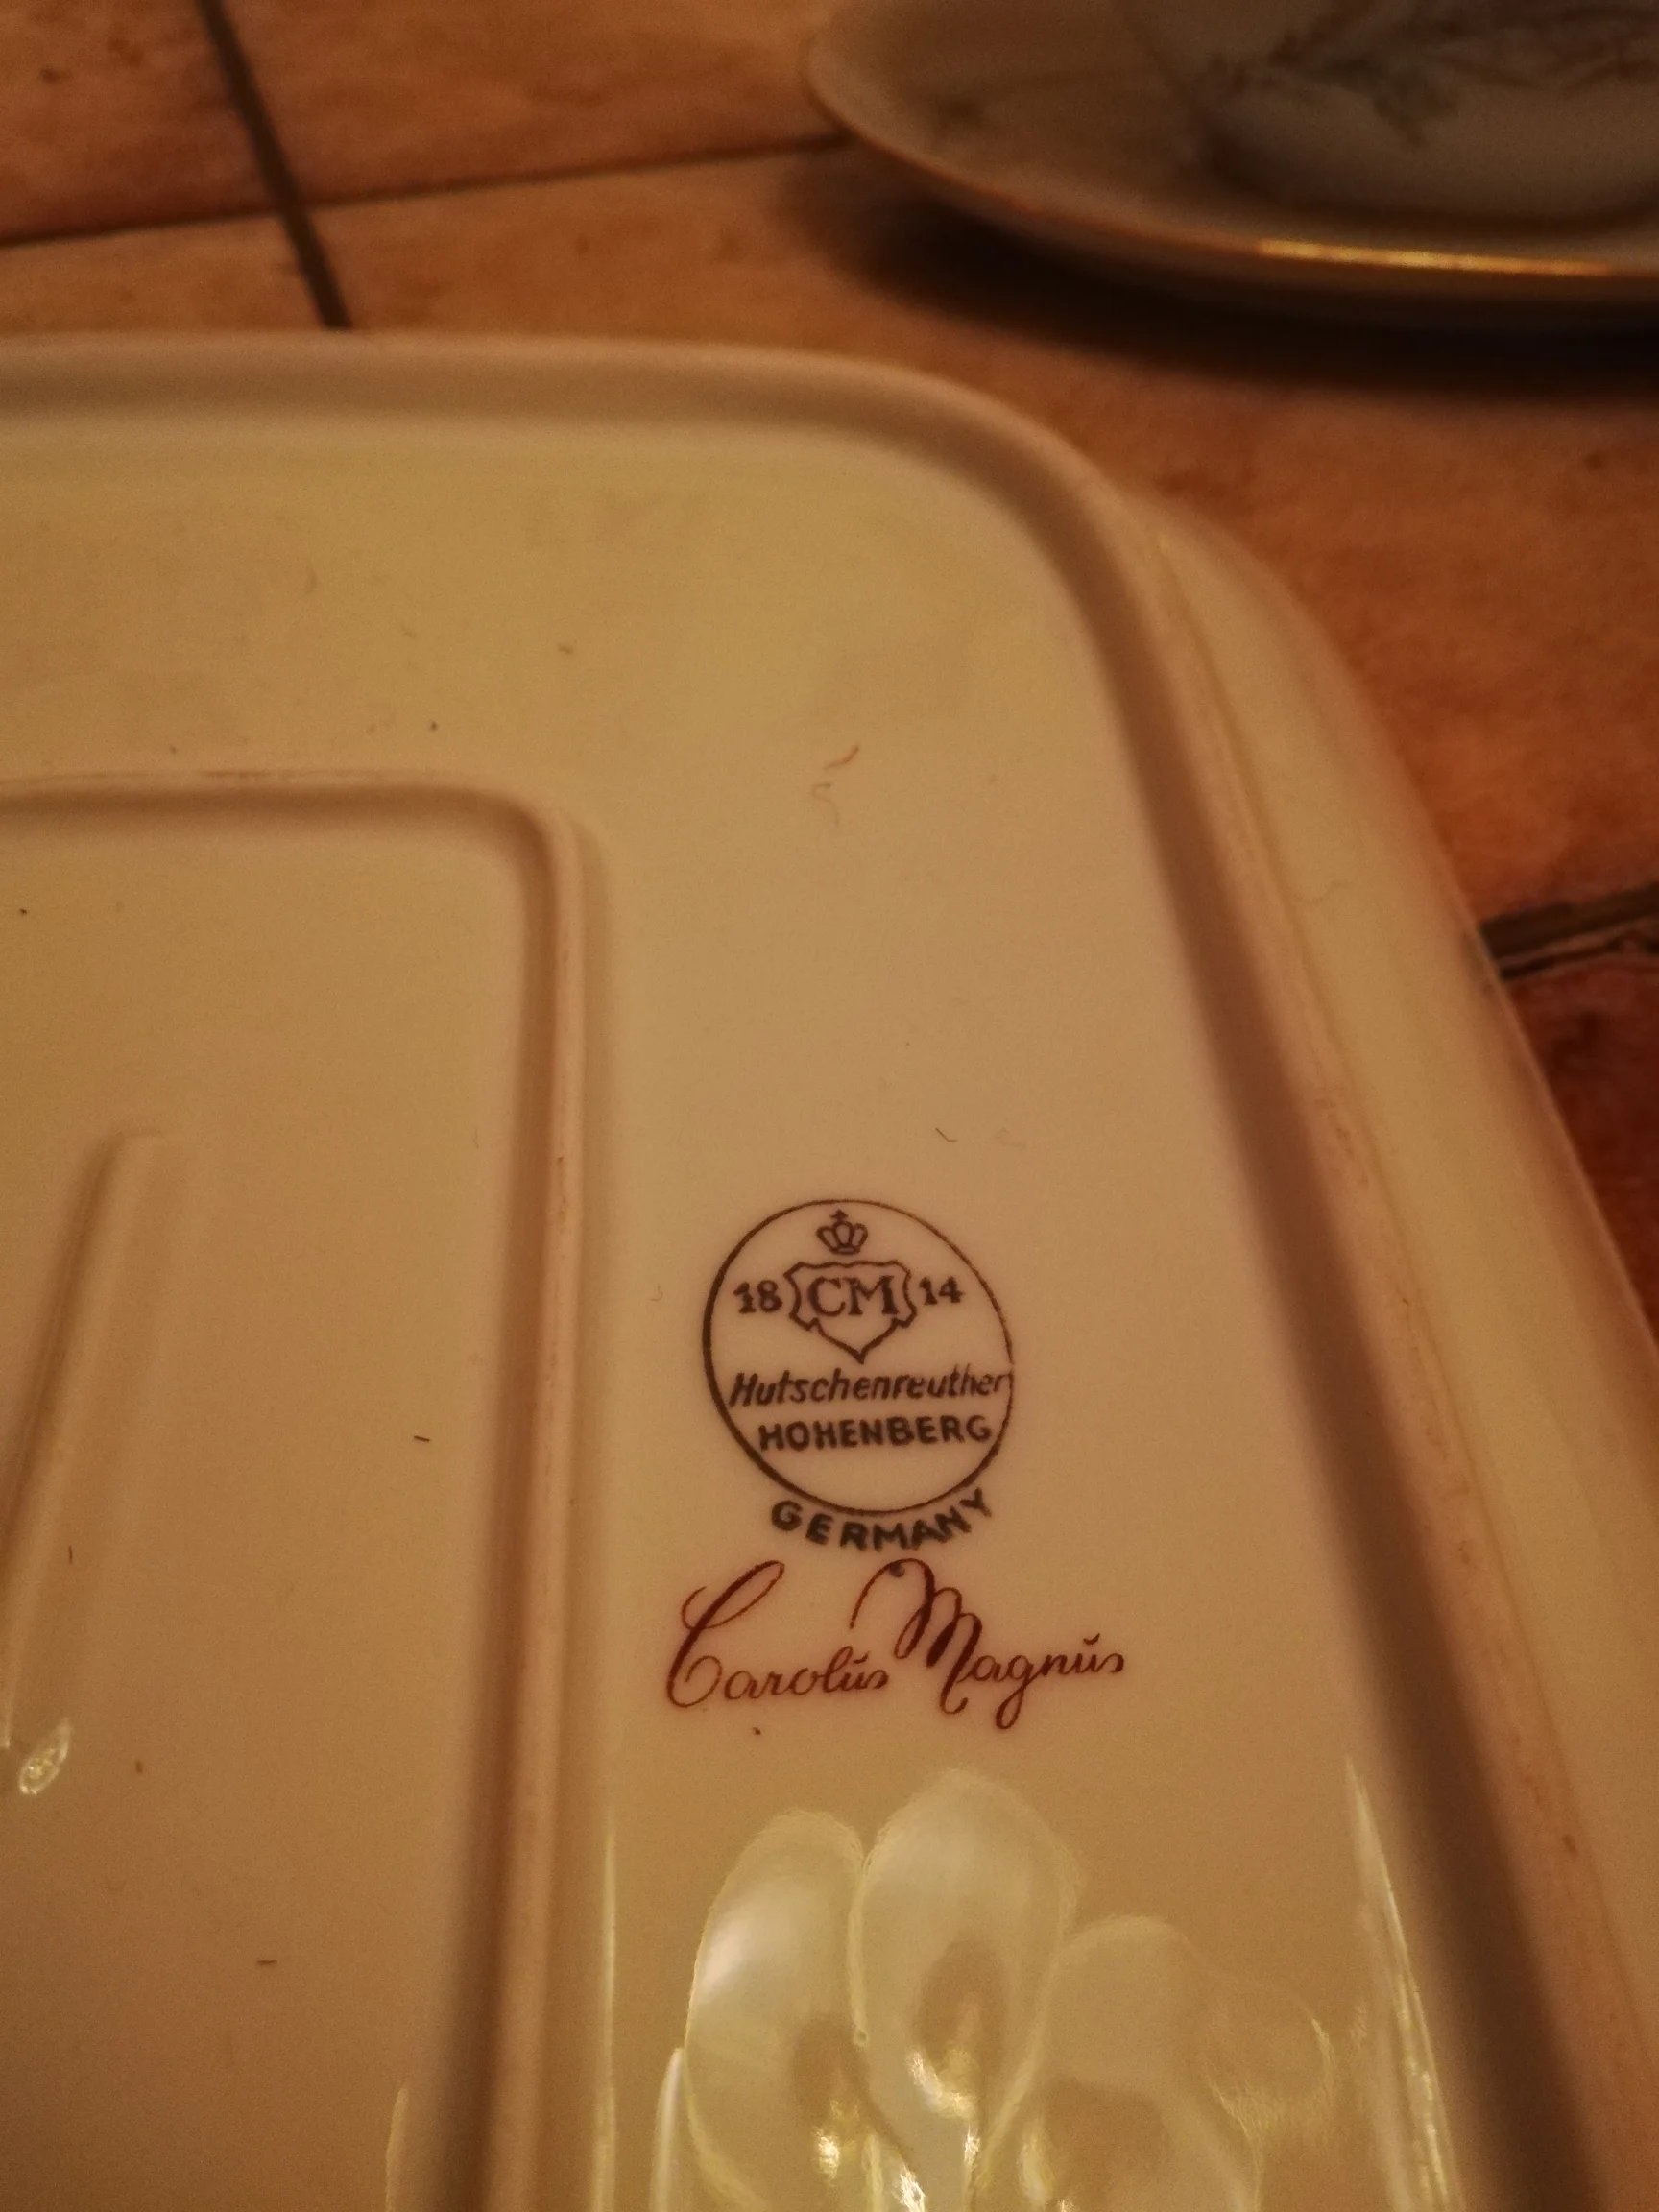 18 CM 14
Hutschenreuther
HOHENBERG
GERMANY
Carolus Magnus